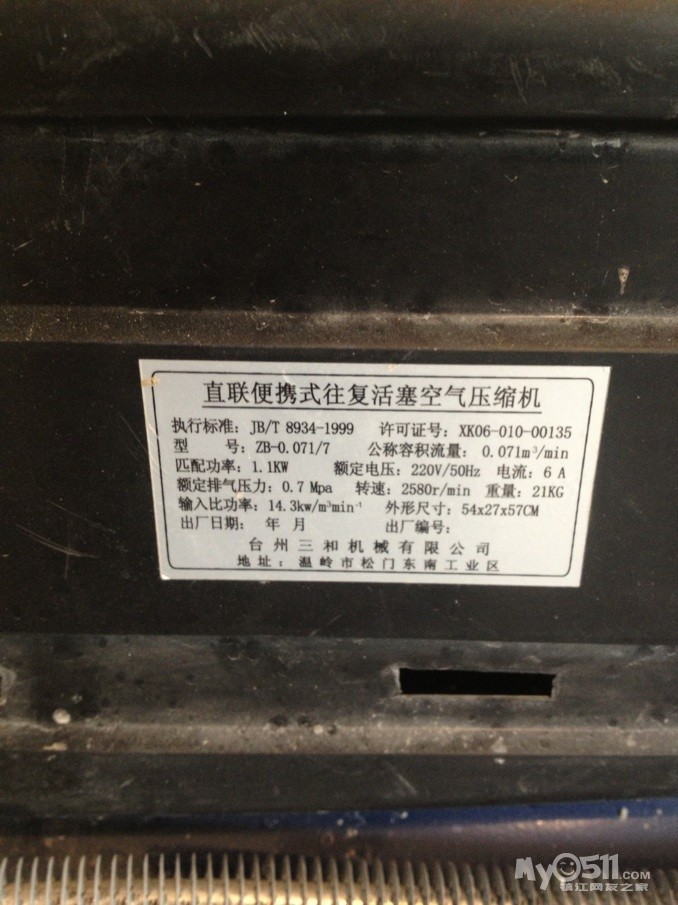 直联便携式往复活塞空气压缩机
执行标准：JB/T 8934-1999 许可证号：XK06-010-00135
型 号：ZB-0.071/7 公称容积流量：0.071m³/min
匹配功率：1.1KW 额定电压：220V/50Hz 电流：6 A
额定排气压力：0.7 Mpa 转速：2580r/min 重量：21KG
输入比功率：14.3kw/m³min⁻¹ 外形尺寸：54x27x57CM
出厂日期： 年 月 出厂编号：
台州三和机械有限公司
地址：温岭市松门东南工业区
My0511.com
镇江网友之家